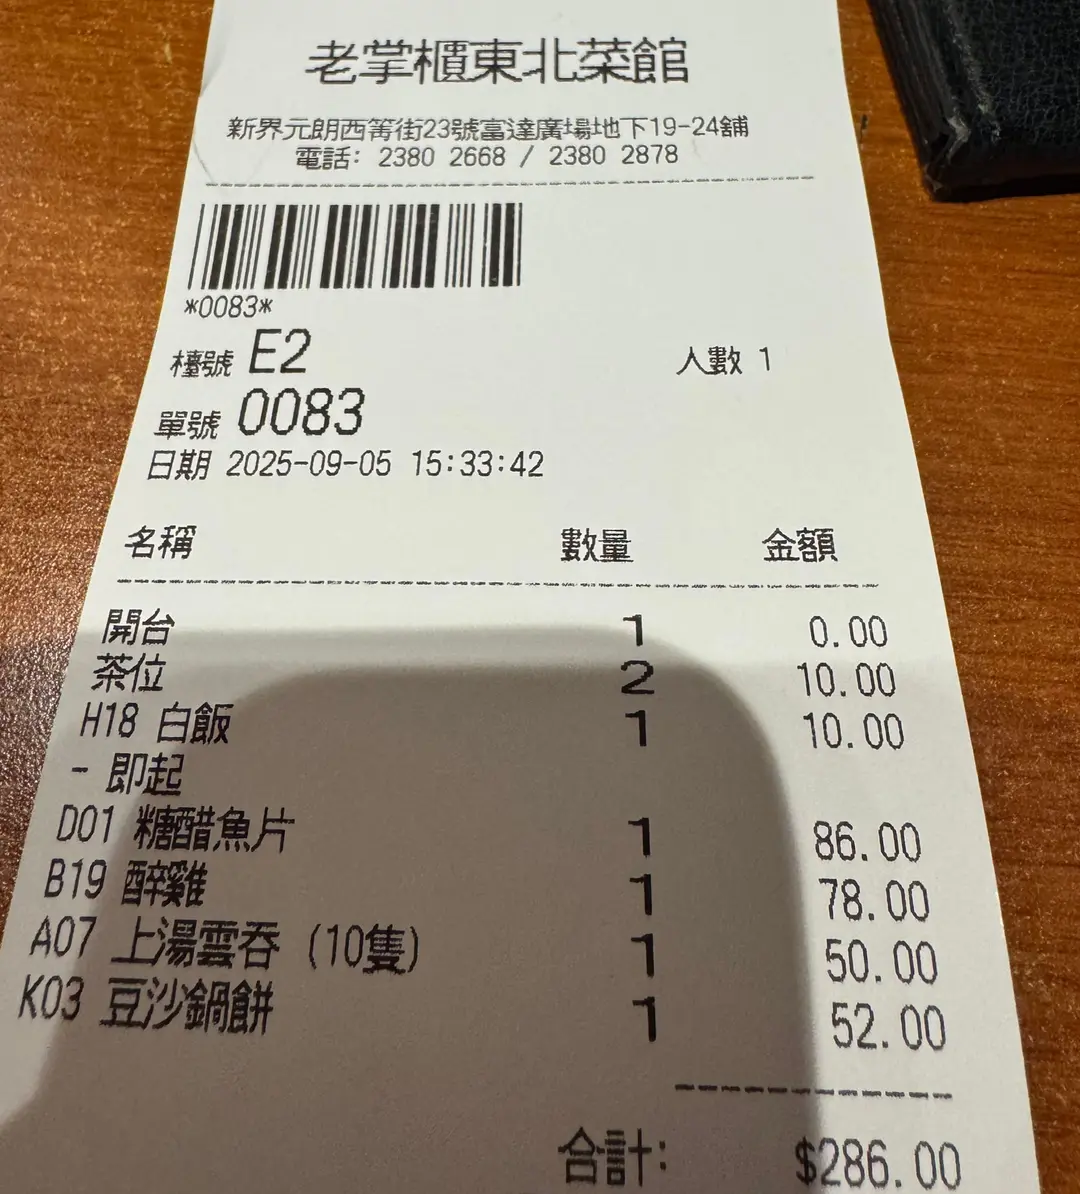 老掌櫃東北菜館
新界元朗西菁街23號富達廣場地下19-24舖
電話: 2380 2668 / 2380 2878
*0083*
檯號 E2 人數 1
單號 0083
日期 2025-09-05 15:33:42
名稱 數量 金額
開台 1 0.00
茶位 2 10.00
H18 白飯 1 10.00
- 即起
D01 糖醋魚片 1 86.00
B19 醉雞 1 78.00
A07 上湯雲吞 (10隻) 1 50.00
K03 豆沙鍋餅 1 52.00
合計: $286.00